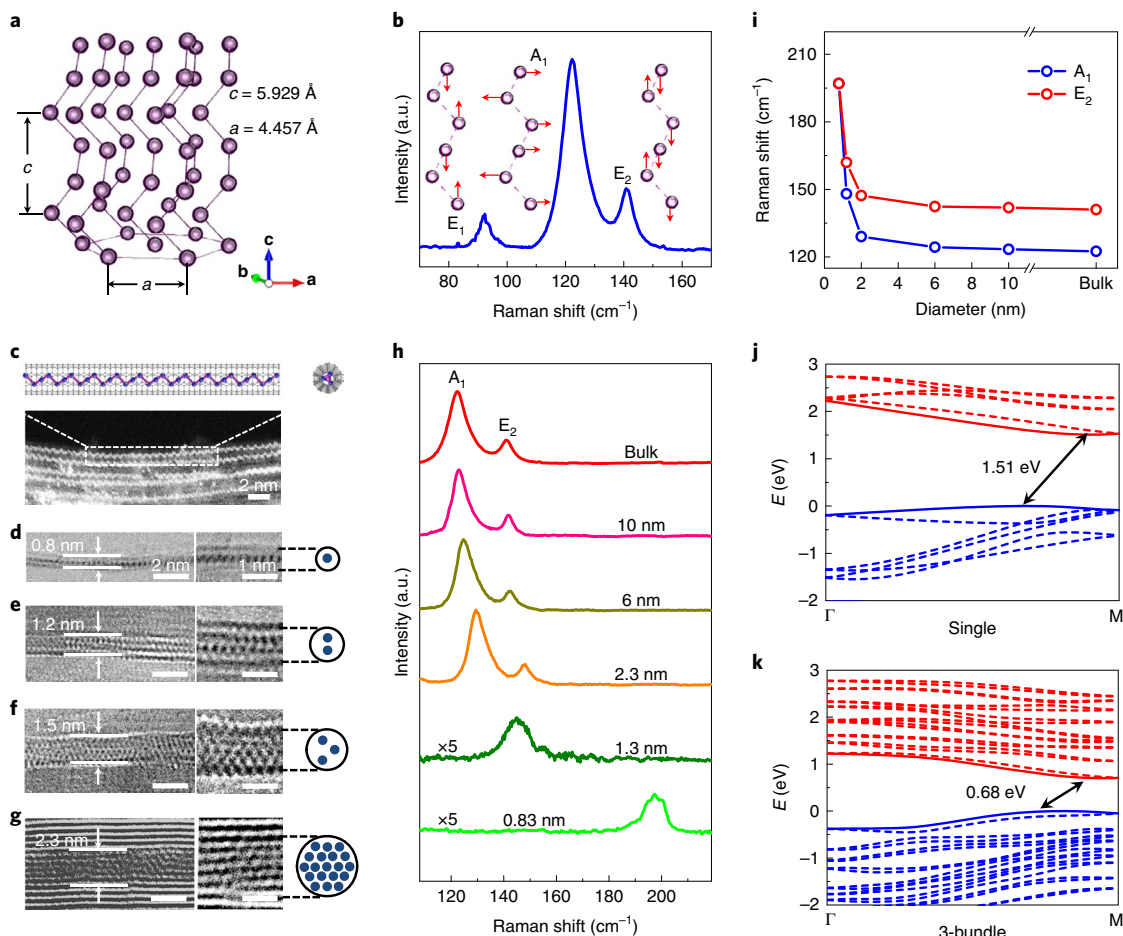 a
c = 5.929 Å
a = 4.457 Å
c
a
c
b
a
b
Intensity (a.u.)
A1
E1
E2
80
100
120
140
160
Raman shift (cm−1)
i
Raman shift (cm−1)
210
180
150
120
A1
E2
0
2
4
6
8
10
Bulk
Diameter (nm)
c
2 nm
d
0.8 nm
2 nm
1 nm
e
1.2 nm
f
1.5 nm
g
2.3 nm
h
Intensity (a.u.)
A1
E2
Bulk
10 nm
6 nm
2.3 nm
×5
1.3 nm
×5
0.83 nm
120
140
160
180
200
Raman shift (cm−1)
j
E (eV)
3
2
1
0
−1
−2
1.51 eV
Γ
M
Single
k
E (eV)
3
2
1
0
−1
−2
0.68 eV
Γ
M
3-bundle